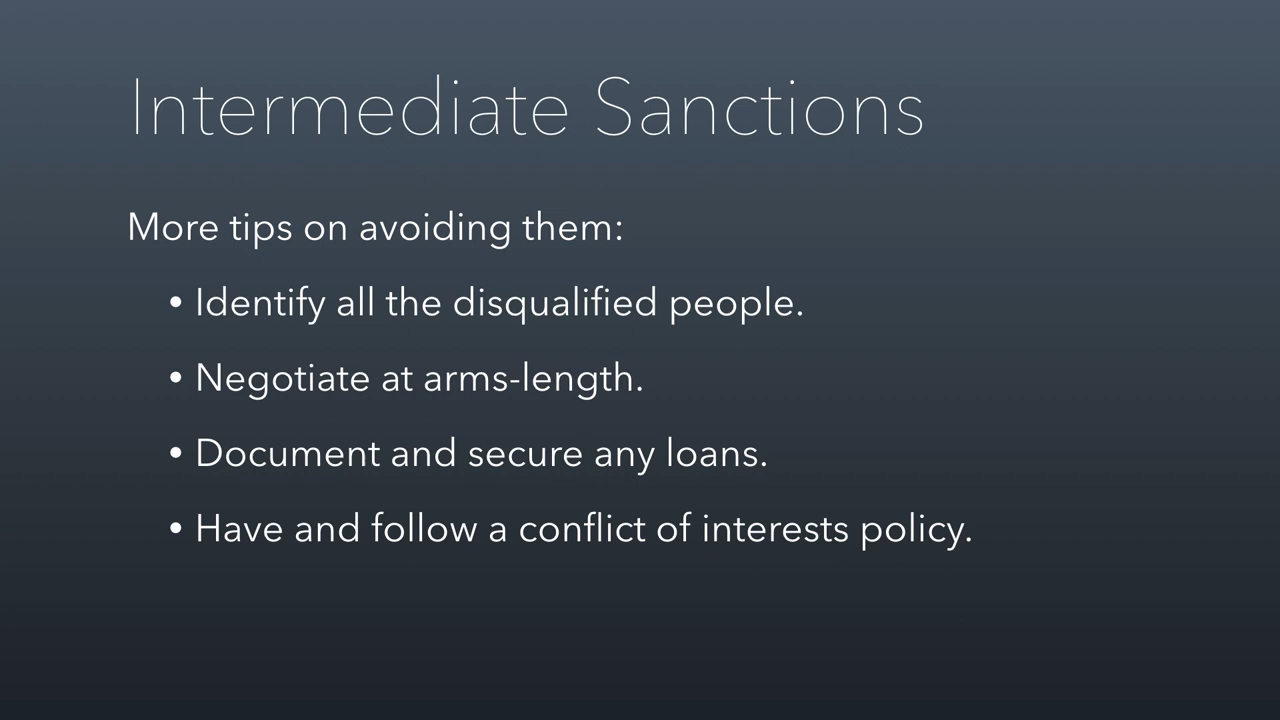 Intermediate Sanctions
More tips on avoiding them:
• Identify all the disqualified people.
• Negotiate at arms-length.
• Document and secure any loans.
• Have and follow a conflict of interests policy.